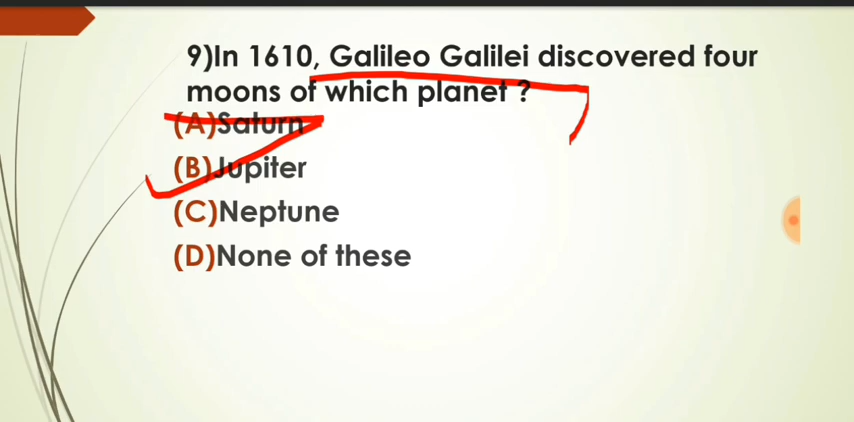 9)In 1610, Galileo Galilei discovered four
moons of which planet ?
(A)Saturn
(B)Jupiter
(C)Neptune
(D)None of these